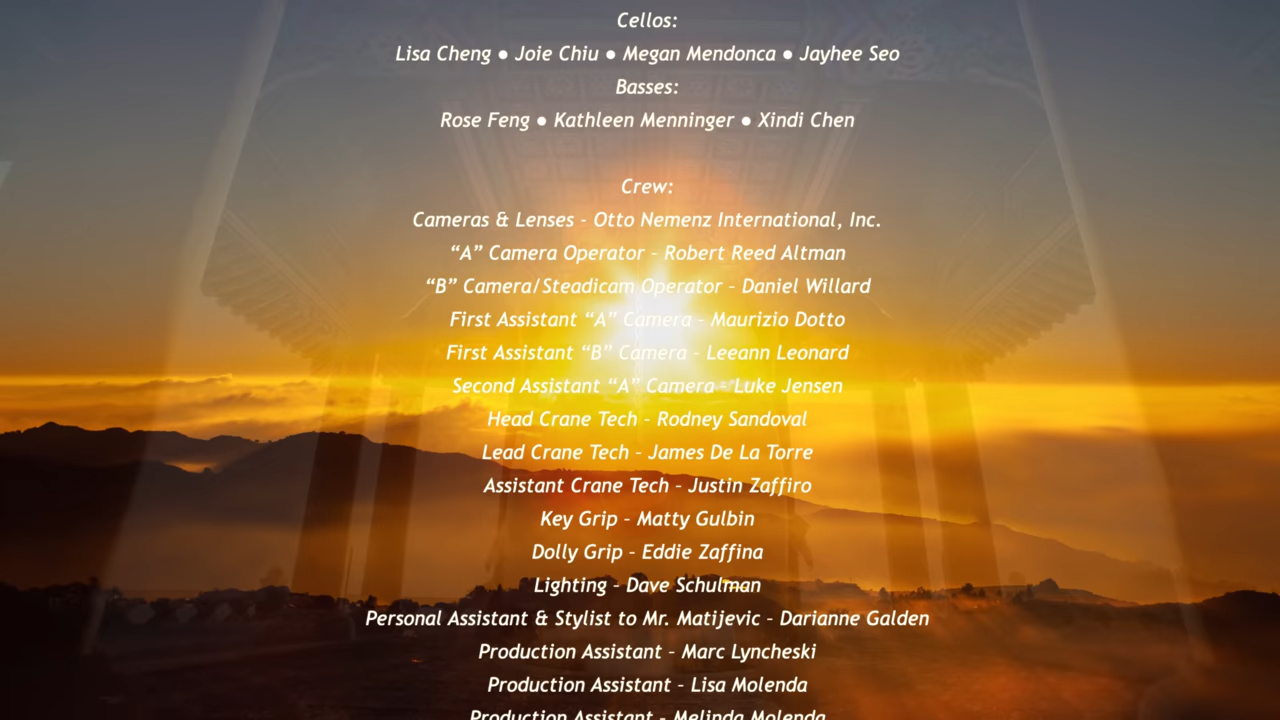 Cellos:
Lisa Cheng ● Joie Chiu ● Megan Mendonca ● Jayhee Seo
Basses:
Rose Feng ● Kathleen Menninger ● Xindi Chen
Crew:
Cameras & Lenses - Otto Nemenz International, Inc.
“A” Camera Operator – Robert Reed Altman
“B” Camera/Steadicam Operator – Daniel Willard
First Assistant “A” Camera – Maurizio Dotto
First Assistant “B” Camera – Leeann Leonard
Second Assistant “A” Camera – Luke Jensen
Head Crane Tech – Rodney Sandoval
Lead Crane Tech – James De La Torre
Assistant Crane Tech – Justin Zaffiro
Key Grip – Matty Gulbin
Dolly Grip – Eddie Zaffina
Lighting – Dave Schulman
Personal Assistant & Stylist to Mr. Matijevic – Darianne Galden
Production Assistant – Marc Lyncheski
Production Assistant – Lisa Molenda
Production Assistant – Melinda Molenda